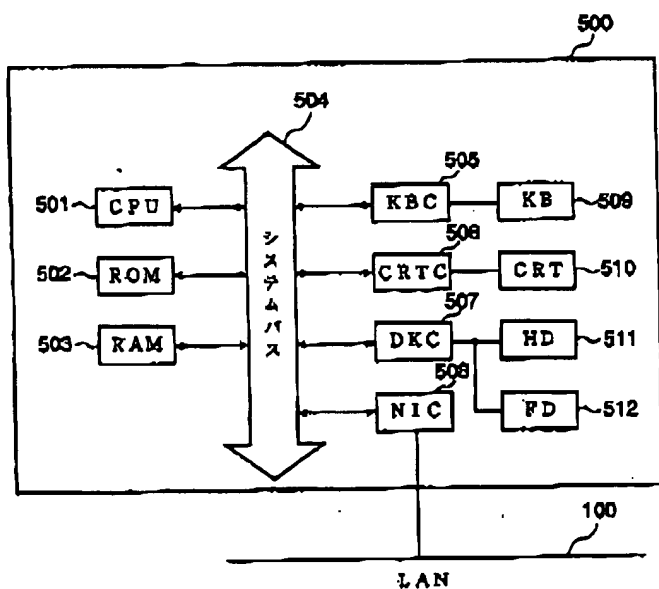 500
504
505
501 CPU KBC KB 509
506
502 ROM CRTC CRT 510
507
503 RAM DKC HD 511
508
NIC FD 512
システムバス
100
LAN